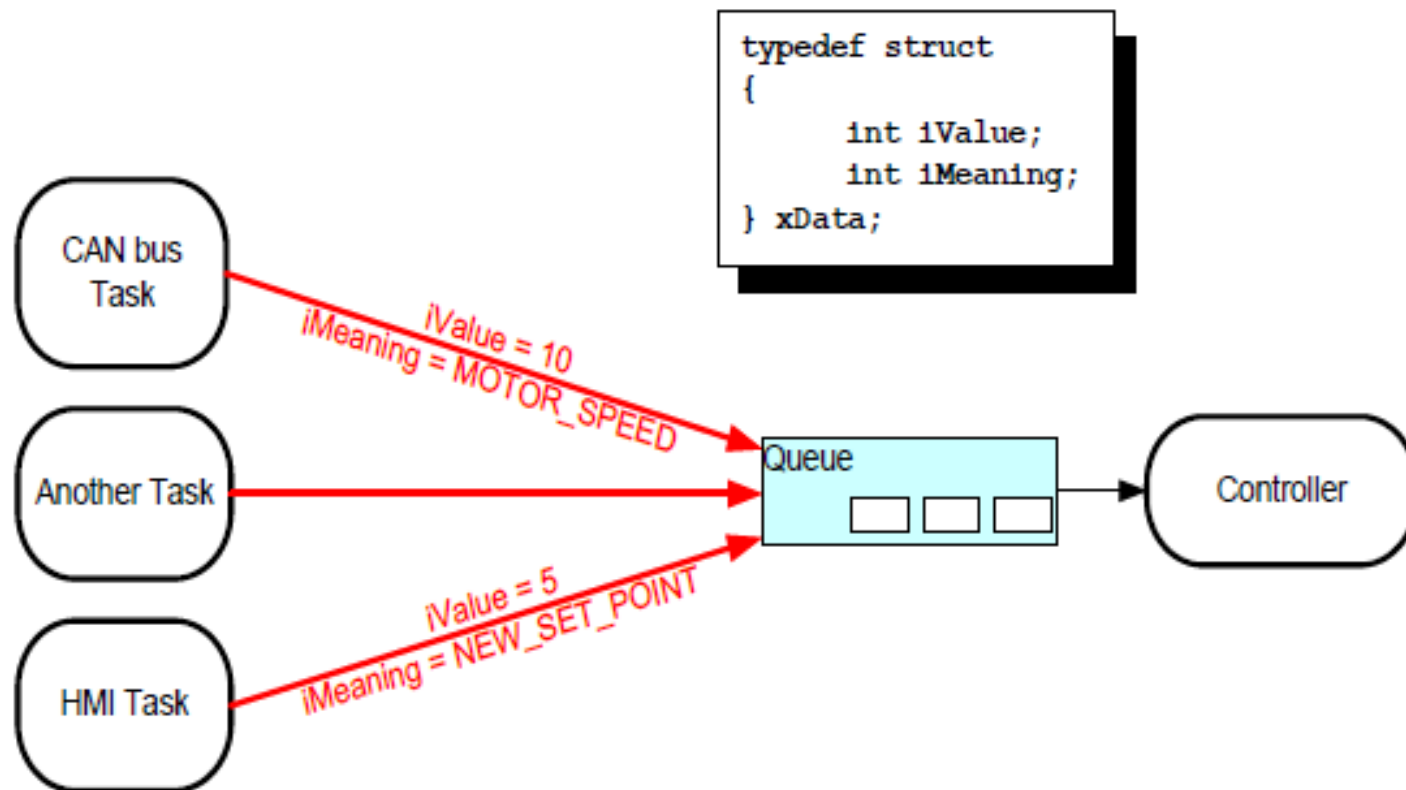 typedef struct
{
int iValue;
int iMeaning;
} xData;
CAN bus
Task
iValue = 10
iMeaning = MOTOR_SPEED
Queue
Another Task
Controller
iValue = 5
iMeaning = NEW_SET_POINT
HMI Task